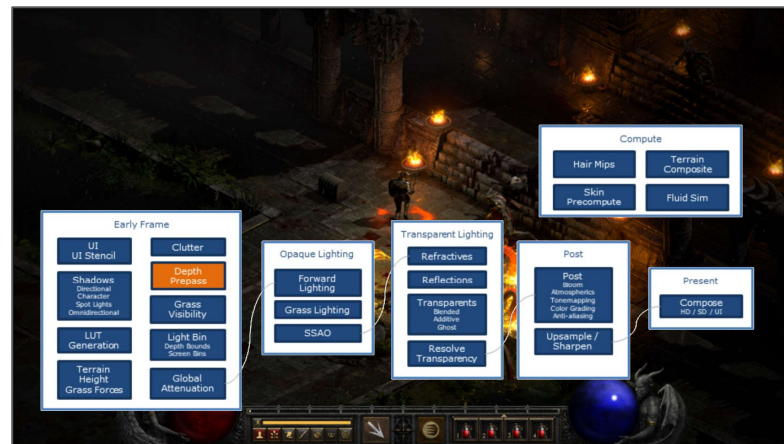 Compute
Hair Mips
Terrain
Composite
Skin
Precompute
Fluid Sim
Early Frame
UI
UI Stencil
Shadows
Directional
Character
Spot Lights
Omnidirectional
LUT
Generation
Terrain
Height
Grass Forces
Clutter
Depth
Prepass
Grass
Visibility
Light Bin
Depth Bounds
Screen Bins
Global
Attenuation
Opaque Lighting
Forward
Lighting
Grass Lighting
SSAO
Transparent Lighting
Refractives
Reflections
Transparents
Blended
Additive
Ghost
Resolve
Transparency
Post
Post
Bloom
Atmospherics
Tonemapping
Color Grading
Anti-aliasing
Upsample /
Sharpen
Present
Compose
HD / SD / UI